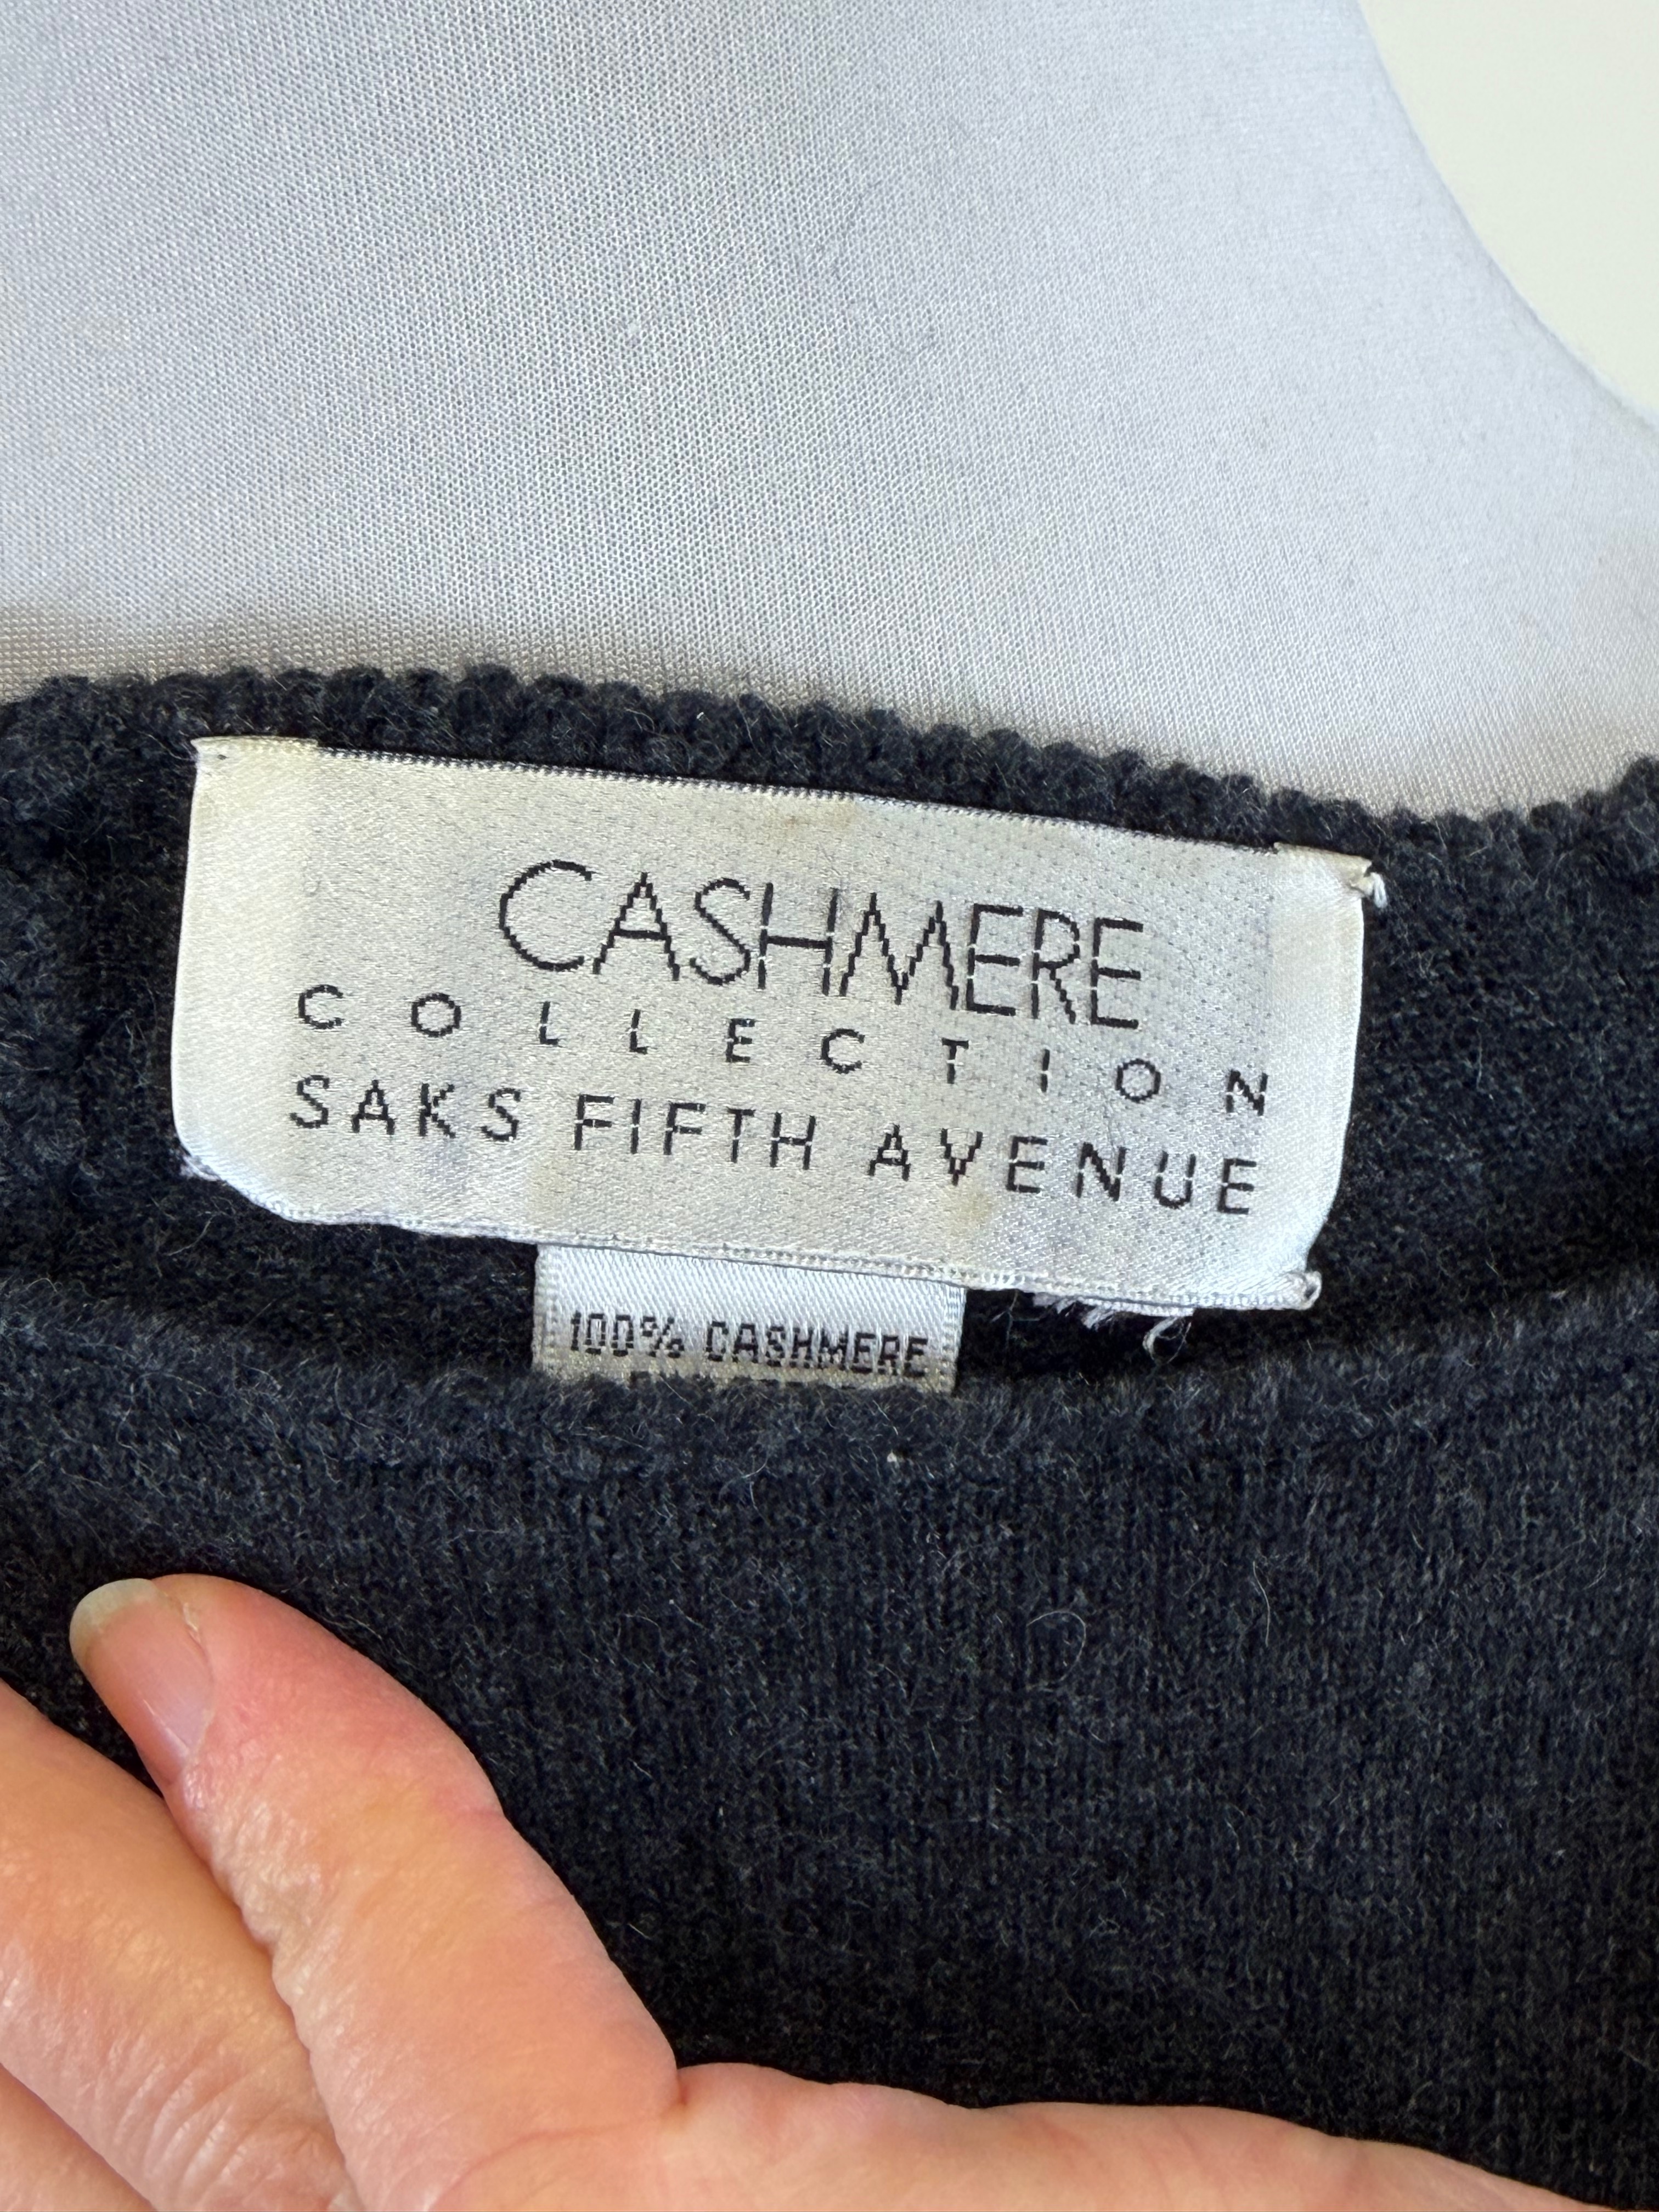 CASHMERE
COLLECTION
SAKS FIFTH AVENUE
100% CASHMERE